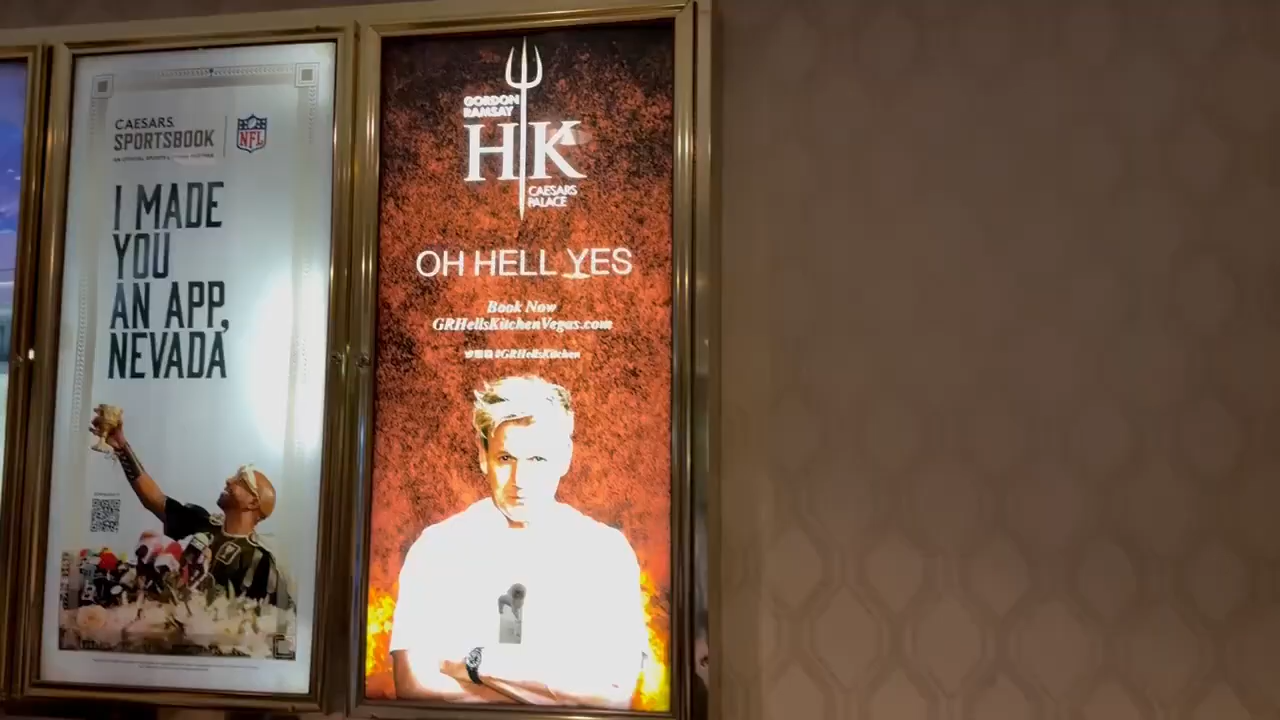 CAESARS
SPORTSBOOK
NFL
I MADE
YOU
AN APP,
NEVADA
GORDON
RAMSAY
HK
CAESARS
PALACE
OH HELL YES
Book Now
GRHellsKitchenVegas.com
#GRHellsKitchen